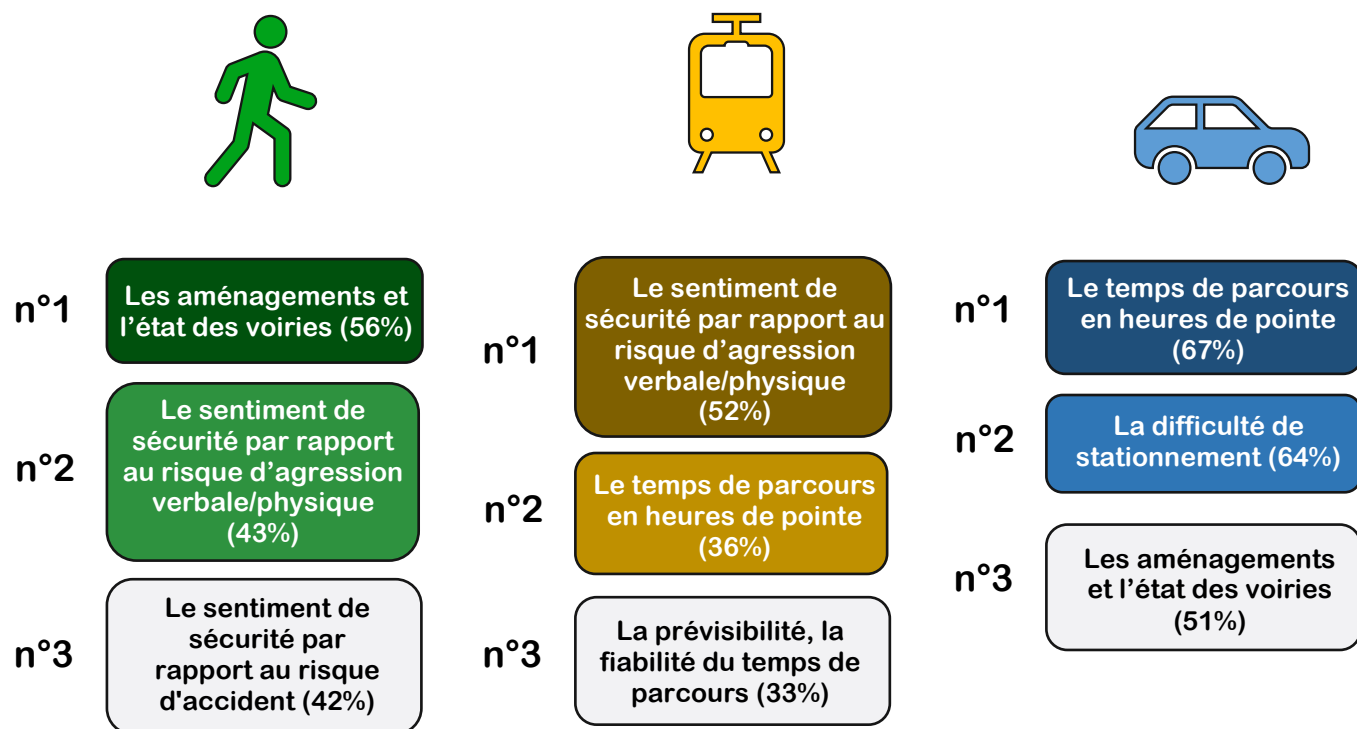 n°1
Les aménagements et
l’état des voiries (56%)
n°2
Le sentiment de
sécurité par rapport
au risque d’agression
verbale/physique
(43%)
n°3
Le sentiment de
sécurité par
rapport au risque
d'accident (42%)
n°1
Le sentiment de
sécurité par rapport au
risque d’agression
verbale/physique
(52%)
n°2
Le temps de parcours
en heures de pointe
(36%)
n°3
La prévisibilité, la
fiabilité du temps de
parcours (33%)
n°1
Le temps de parcours
en heures de pointe
(67%)
n°2
La difficulté de
stationnement (64%)
n°3
Les aménagements
et l’état des voiries
(51%)